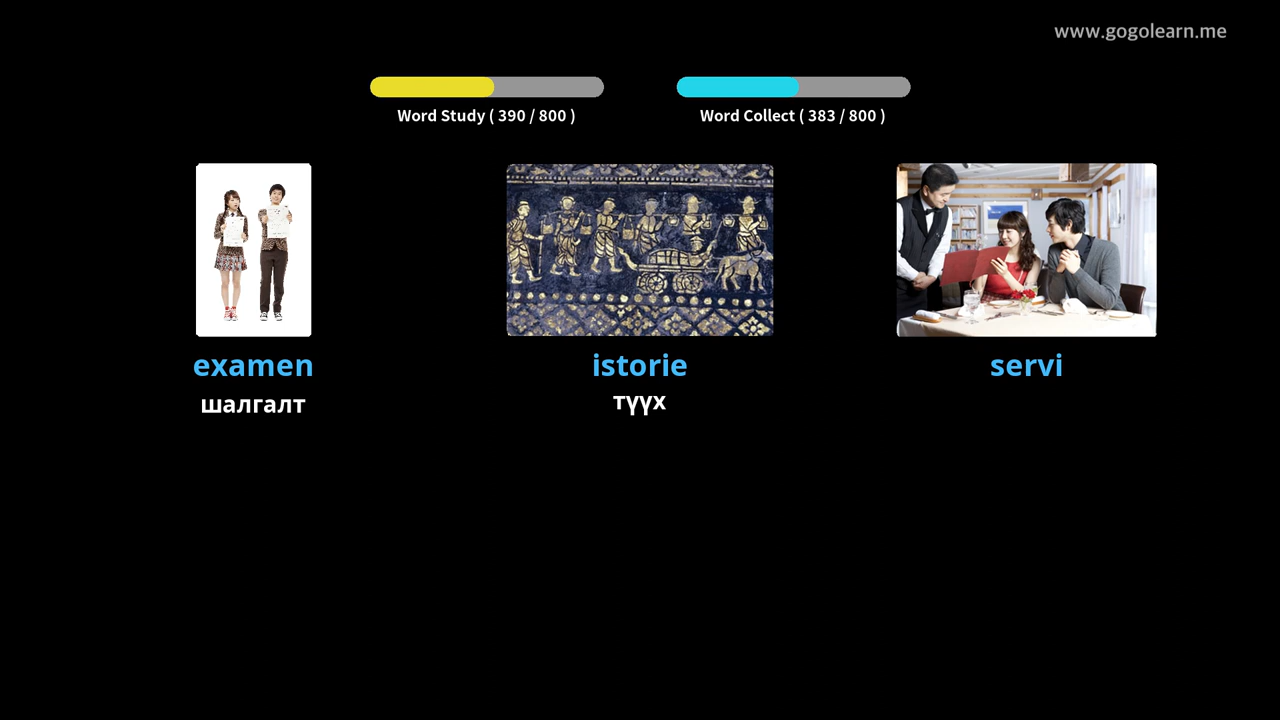 www.gogolearn.me
Word Study ( 390 / 800 )
Word Collect ( 383 / 800 )
examen
шалгалт
istorie
түүх
servi